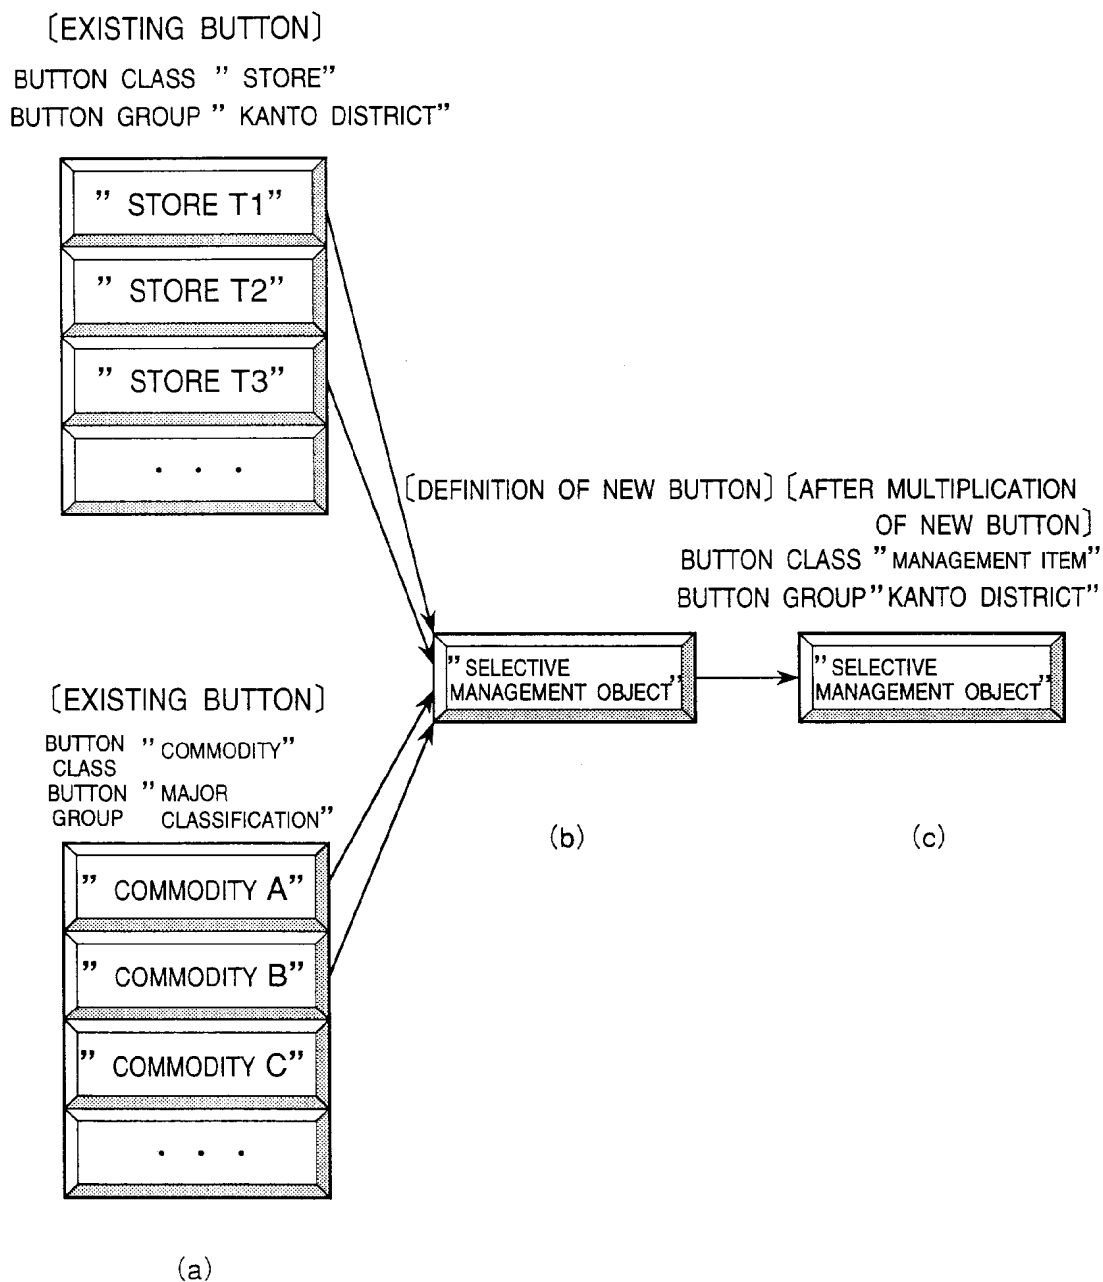 〔EXISTING BUTTON〕
BUTTON CLASS ” STORE”
BUTTON GROUP ” KANTO DISTRICT”
” STORE T1”
” STORE T2”
” STORE T3”
・・・
〔DEFINITION OF NEW BUTTON〕
〔AFTER MULTIPLICATION
OF NEW BUTTON〕
BUTTON CLASS ”MANAGEMENT ITEM”
BUTTON GROUP”KANTO DISTRICT”
”SELECTIVE
MANAGEMENT OBJECT”
”SELECTIVE
MANAGEMENT OBJECT”
〔EXISTING BUTTON〕
BUTTON CLASS ”COMMODITY”
BUTTON GROUP ”MAJOR
CLASSIFICATION”
” COMMODITY A”
” COMMODITY B”
” COMMODITY C”
・・・
(a)
(b)
(c)